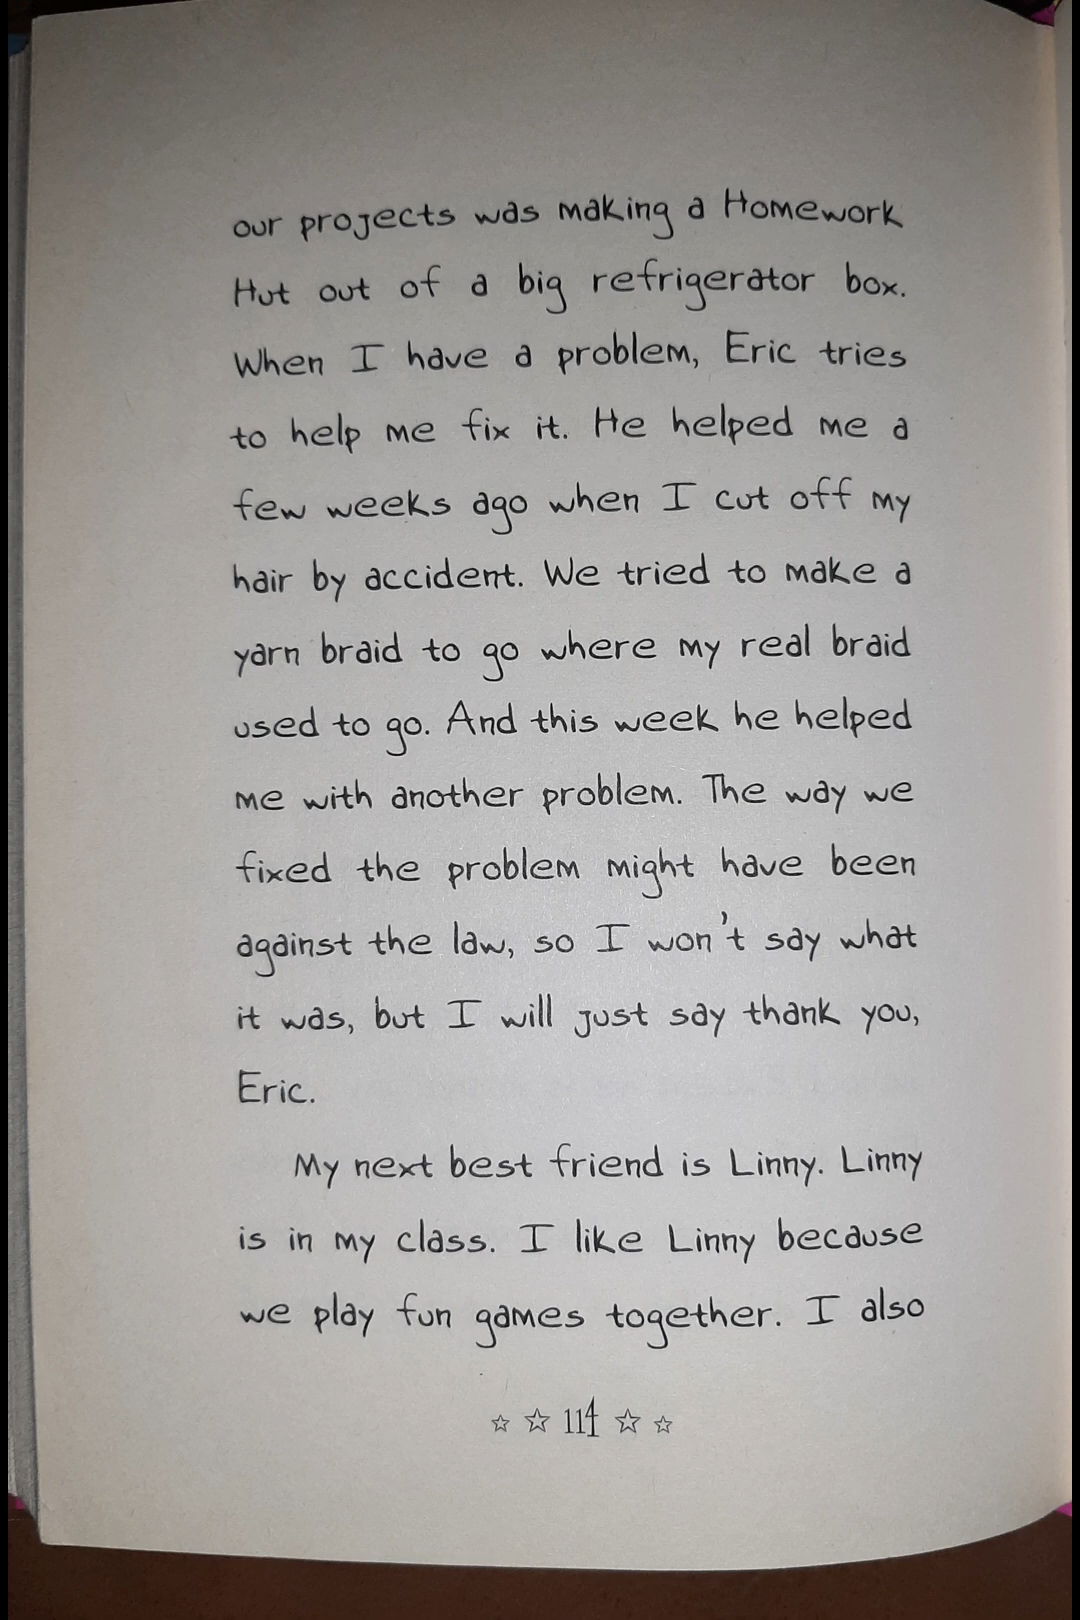 our projects was making a Homework
Hut out of a big refrigerator box.
When I have a problem, Eric tries
to help me fix it. He helped me a
few weeks ago when I cut off my
hair by accident. We tried to make a
yarn braid to go where my real braid
used to go. And this week he helped
me with another problem. The way we
fixed the problem might have been
against the law, so I won't say what
it was, but I will just say thank you,
Eric.
My next best friend is Linny. Linny
is in my class. I like Linny because
we play fun games together. I also
☆ ☆ 114 ☆ ☆